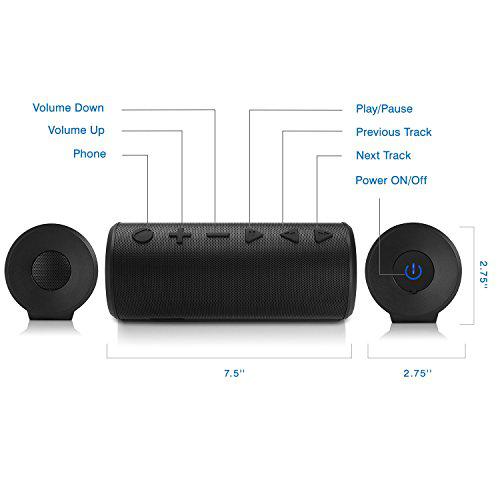 Volume Down
Volume Up
Phone
Play/Pause
Previous Track
Next Track
Power ON/Off
2.75''
7.5''
2.75''